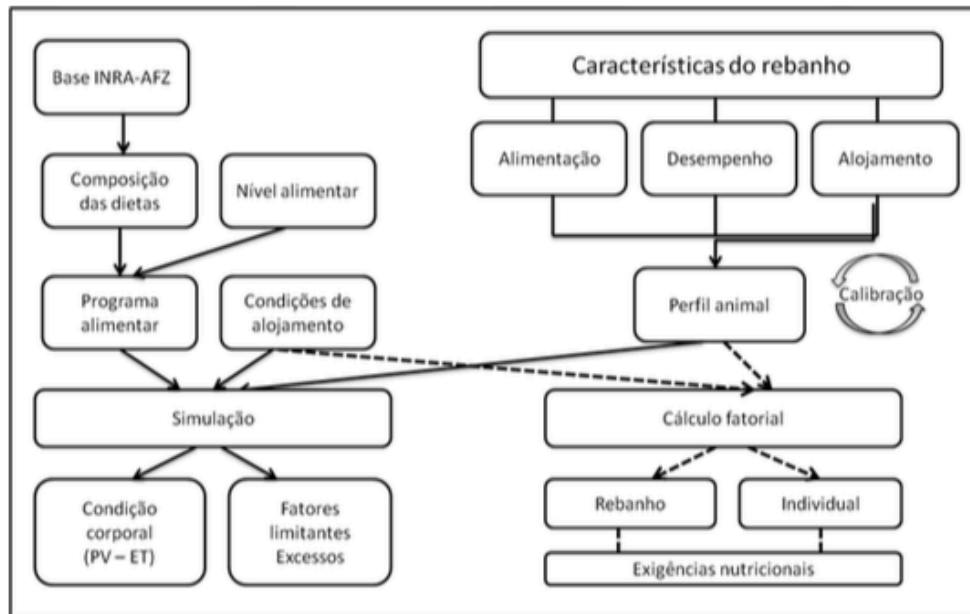 Base INRA-AFZ
Características do rebanho
Alimentação
Desempenho
Alojamento
Composição
das dietas
Nível alimentar
Programa
alimentar
Condições de
alojamento
Perfil animal
Calibração
Simulação
Cálculo fatorial
Condição
corporal
(PV – ET)
Fatores
limitantes
Excessos
Rebanho
Individual
Exigências nutricionais